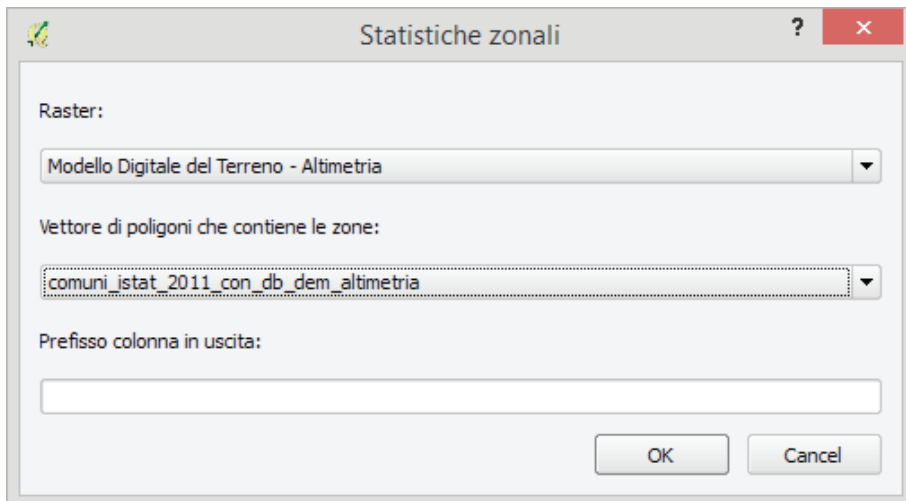 Statistiche zonali
?
×
Raster:
Modello Digitale del Terreno - Altimetria
Vettore di poligoni che contiene le zone:
comuni_istat_2011_con_db_dem_altimetria
Prefisso colonna in uscita:
OK
Cancel